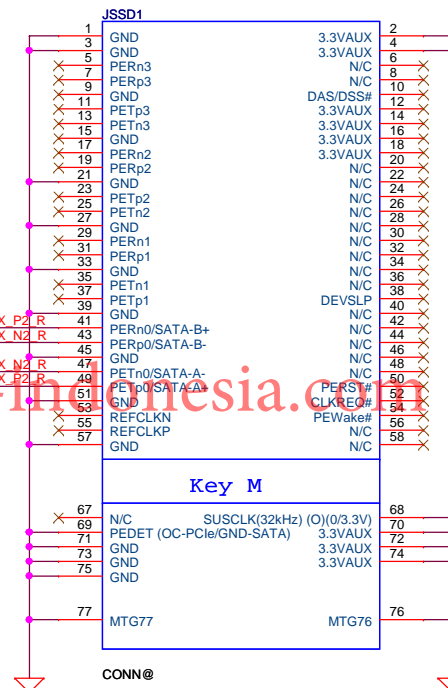 JSSD1
1 GND 3.3VAUX 2
3 GND 3.3VAUX 4
5 PERn3 N/C 6
7 PERp3 N/C 8
9 GND DAS/DSS# 10
11 PETp3 3.3VAUX 12
13 PETn3 3.3VAUX 14
15 GND 3.3VAUX 16
17 PERn2 3.3VAUX 18
19 PERp2 N/C 20
21 GND N/C 22
23 PETp2 N/C 24
25 PETn2 N/C 26
27 GND N/C 28
29 PERn1 N/C 30
31 PERp1 N/C 32
33 GND N/C 34
35 PETn1 N/C 36
37 PETp1 DEVSLP 38
39 GND N/C 40
X_P2_R 41 PERn0/SATA-B+ N/C 42
X_N2_R 43 PERp0/SATA-B- N/C 44
45 GND N/C 46
X_N2_R 47 PETn0/SATA-A- N/C 48
X_P2_R 49 PETp0/SATA-A+ PERST# 50
-indonesia.com
51 GND CLKREQ# 52
53 REFCLKN PEWake# 54
55 REFCLKP N/C 56
57 GND N/C 58
Key M
67 N/C SUSCLK(32kHz) (O)(0/3.3V) 68
69 PEDET (OC-PCIe/GND-SATA) 3.3VAUX 70
71 GND 3.3VAUX 72
73 GND 3.3VAUX 74
75 GND
77 MTG77 MTG76 76
CONN@